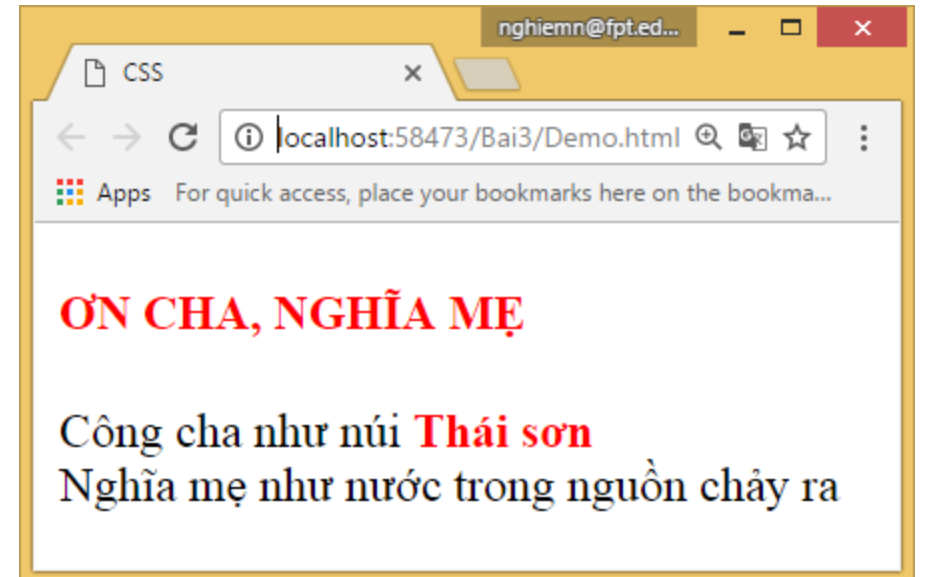 nghiemn@fpt.ed...
CSS
localhost:58473/Bai3/Demo.html
Apps For quick access, place your bookmarks here on the bookma...
ƠN CHA, NGHĨA MẸ
Công cha như núi Thái sơn
Nghĩa mẹ như nước trong nguồn chảy ra